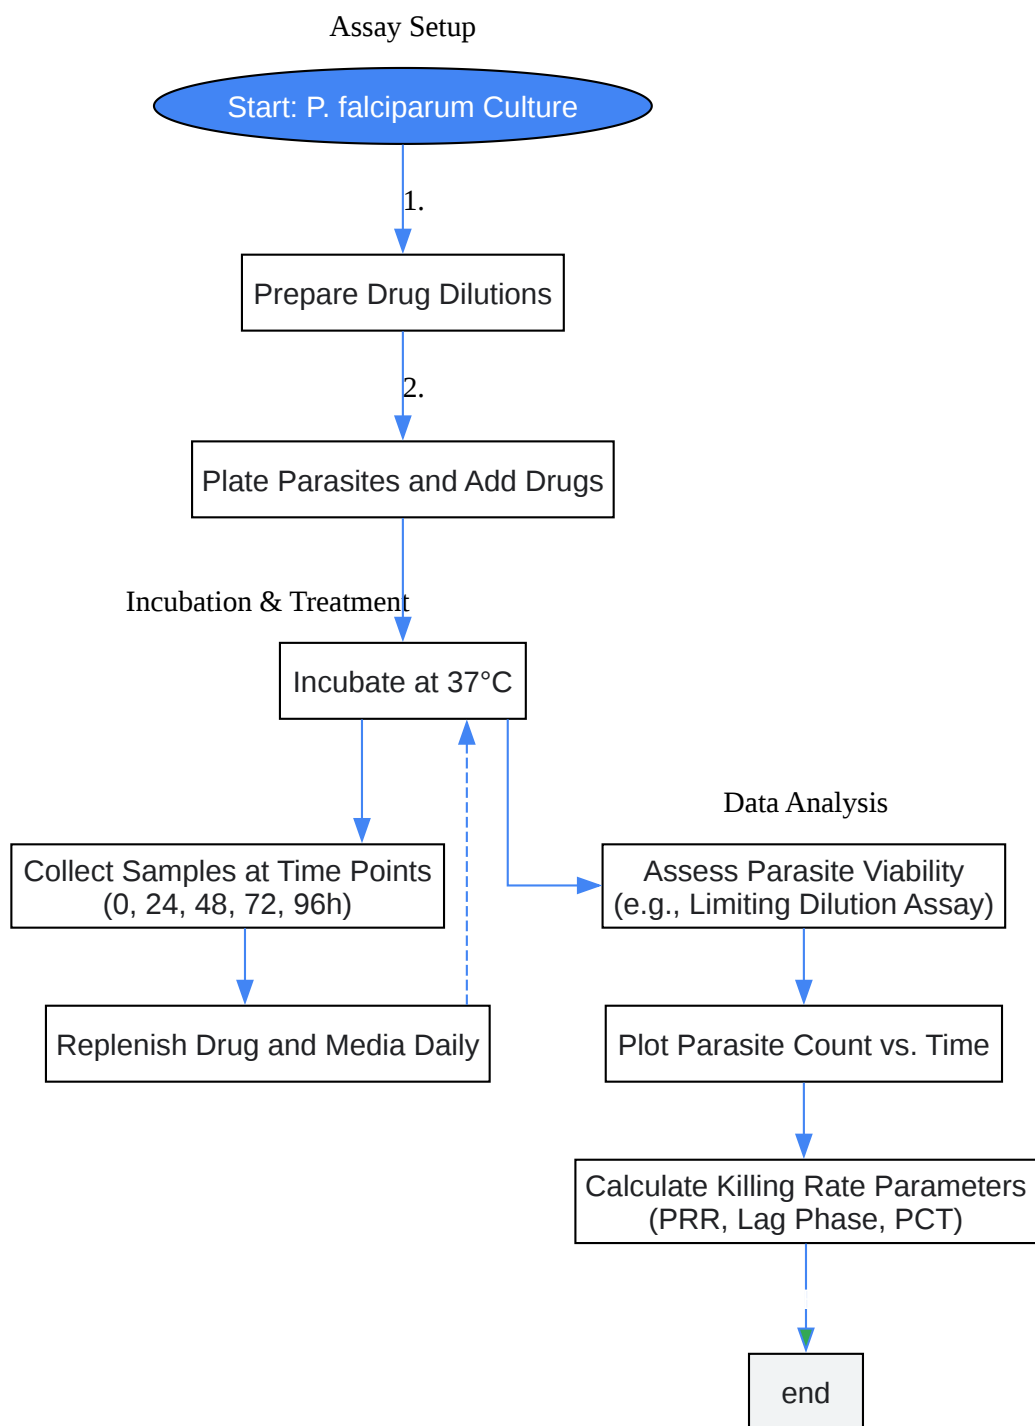 Assay Setup
Start: P. falciparum Culture
1.
Prepare Drug Dilutions
2.
Plate Parasites and Add Drugs
Incubation & Treatment
Incubate at 37°C
Data Analysis
Collect Samples at Time Points
(0, 24, 48, 72, 96h)
Assess Parasite Viability
(e.g., Limiting Dilution Assay)
Replenish Drug and Media Daily
Plot Parasite Count vs. Time
Calculate Killing Rate Parameters
(PRR, Lag Phase, PCT)
end